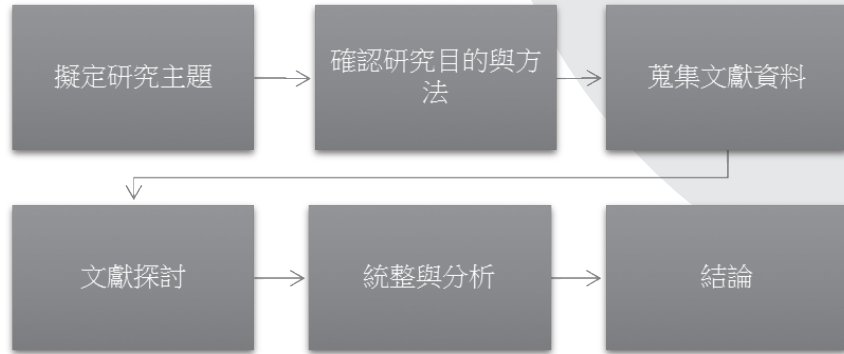 擬定研究主題
確認研究目的與方
法
蒐集文獻資料
文獻探討
統整與分析
結論